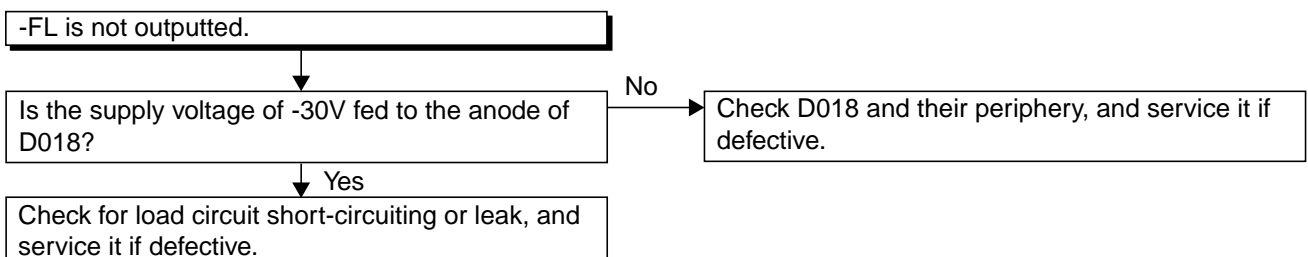 -FL is not outputted.
Is the supply voltage of -30V fed to the anode of
D018?
No
Check D018 and their periphery, and service it if
defective.
Yes
Check for load circuit short-circuiting or leak, and
service it if defective.